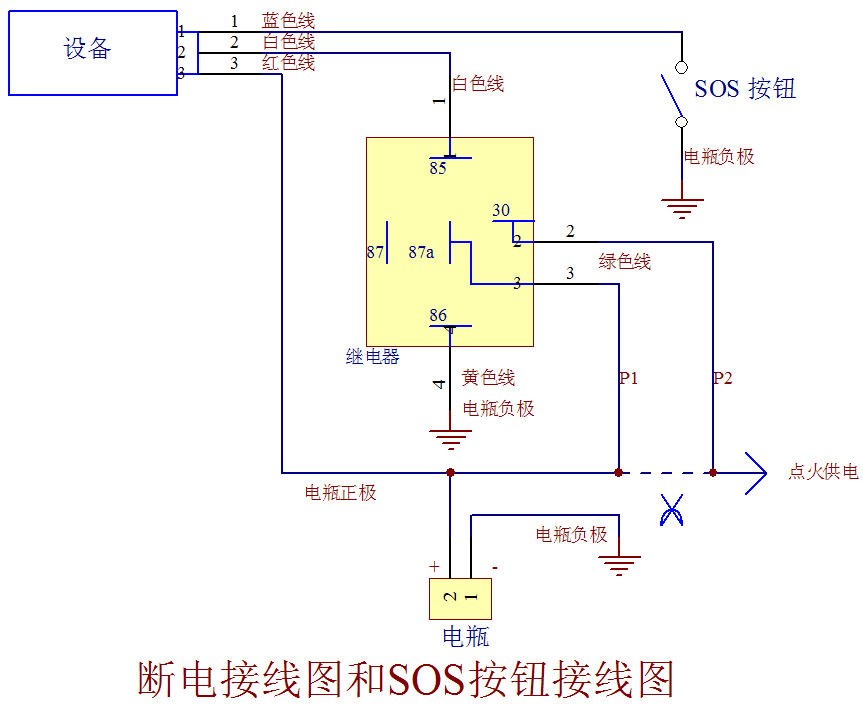 设备
1
2
3
1
2
3
蓝色线
白色线
红色线
白色线
1
SOS 按钮
电瓶负极
85
30
2
2
87
87a
绿色线
3
3
86
继电器
4
黄色线
电瓶负极
P1
P2
点火供电
电瓶正极
电瓶负极
+
-
2
1
电瓶
断电接线图和SOS按钮接线图